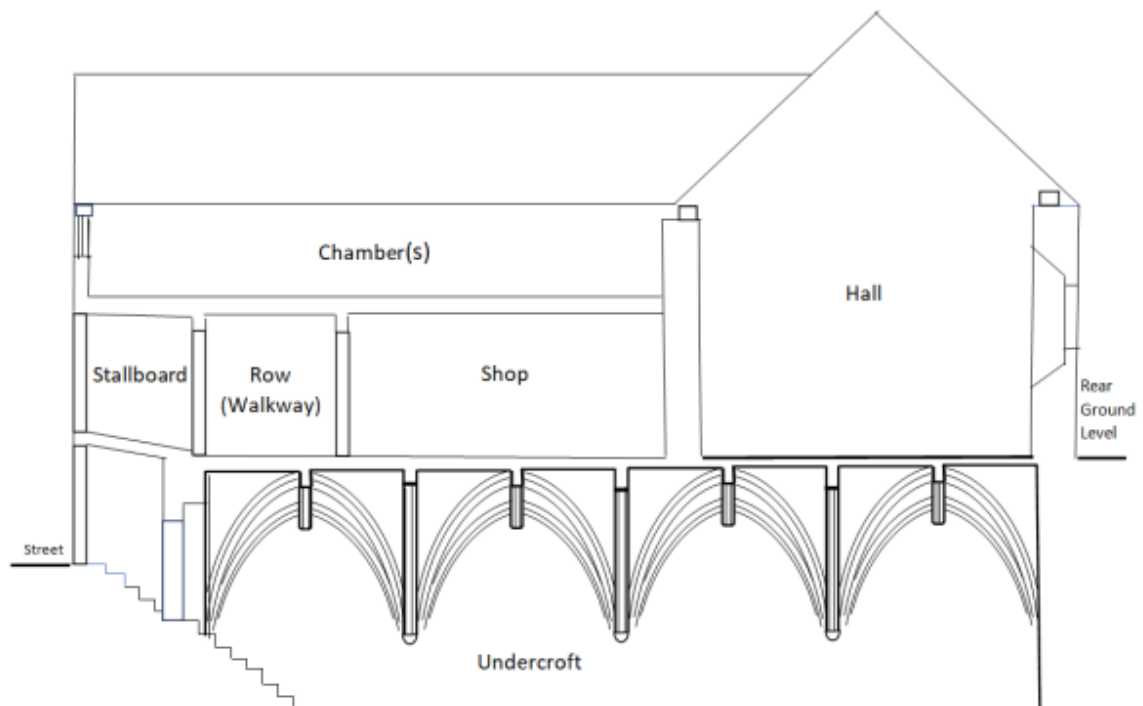 Chamber(s)
Hall
Stallboard
Row
(Walkway)
Shop
Rear
Ground
Level
Street
Undercroft